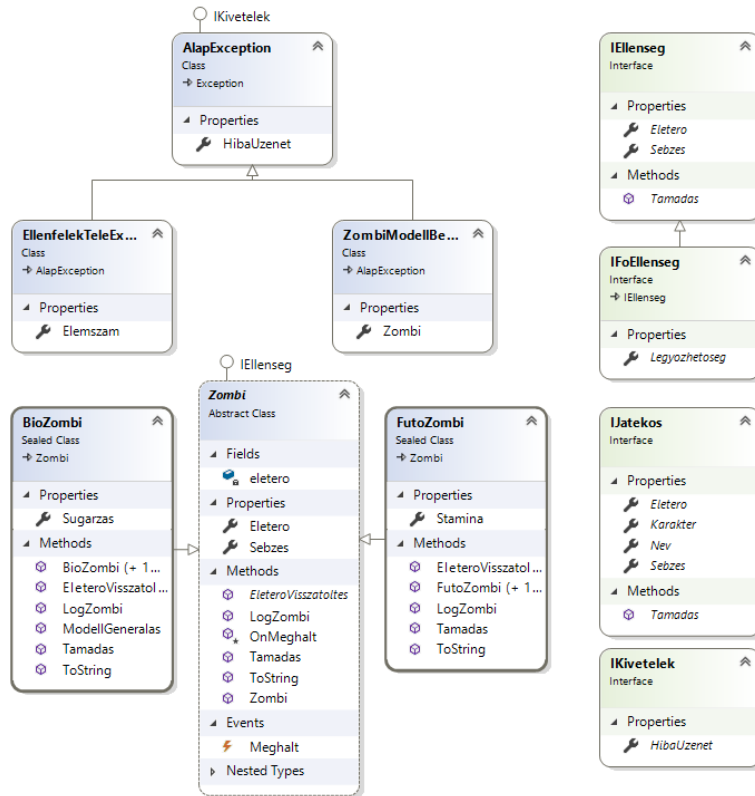 IKivetelek
AlapException
Class
Exception
Properties
HibaUzenet
EllenfelekTeleEx...
Class
AlapException
Properties
Elemszam
ZombiModellBe...
Class
AlapException
Properties
Zombi
IEllenseg
Interface
Properties
Eletero
Sebzes
Methods
Tamadas
IFoEllenseg
Interface
IEllenseg
Properties
Legyozhetoseg
BioZombi
Sealed Class
Zombi
Properties
Sugarzas
Methods
BioZombi (+ 1...
EleteroVisszatol...
LogZombi
ModellGeneralas
Tamadas
ToString
IEllenseg
Zombi
Abstract Class
Fields
eletero
Properties
Eletero
Sebzes
Methods
EleteroVisszatoltes
LogZombi
OnMeghalt
Tamadas
ToString
Zombi
Events
Meghalt
Nested Types
FutoZombi
Sealed Class
Zombi
Properties
Stamina
Methods
EleteroVisszatol...
FutoZombi (+ 1...
LogZombi
Tamadas
ToString
IJatekos
Interface
Properties
Eletero
Karakter
Nev
Sebzes
Methods
Tamadas
IKivetelek
Interface
Properties
HibaUzenet